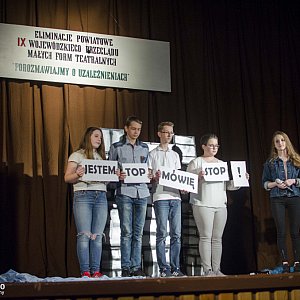 ELIMINACJE POWIATOWE
IX WOJEWÓDZKIEGO PRZEGLĄDU
MAŁYCH FORM TEATRALNYCH
"POROZMAWIAJMY O UZALEŻNIENIACH"
JESTEM STOP MÓWIĘ STOP !